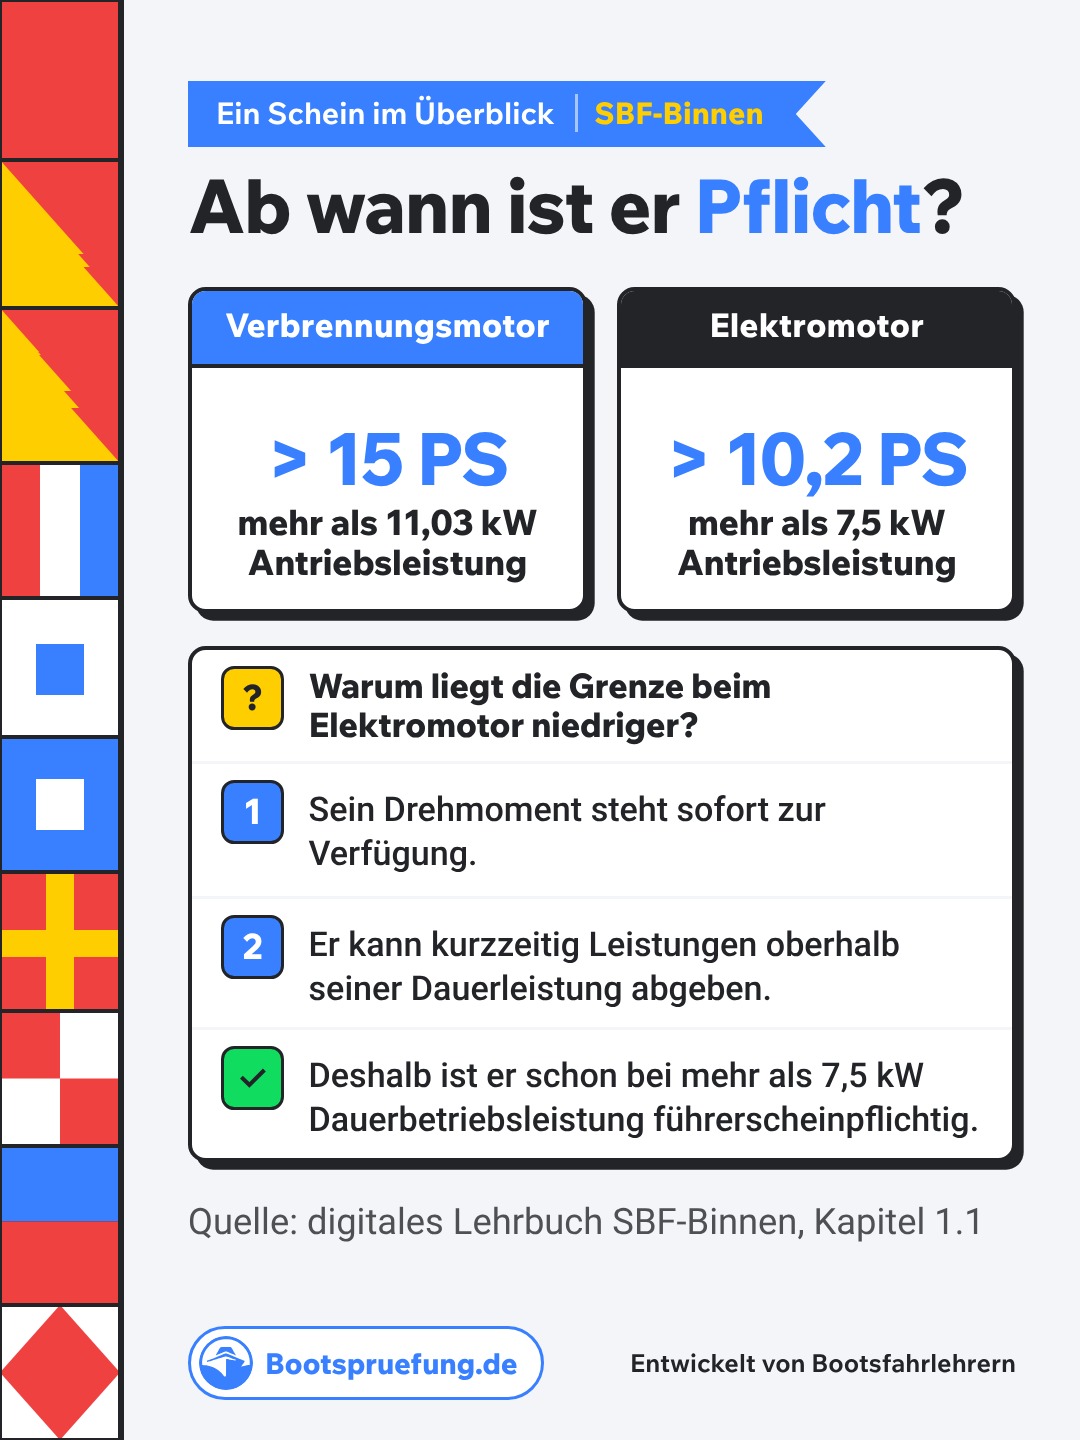 Ein Schein im Überblick | SBF-Binnen
Ab wann ist er Pflicht?
Verbrennungsmotor
> 15 PS
mehr als 11,03 kW
Antriebsleistung
Elektromotor
> 10,2 PS
mehr als 7,5 kW
Antriebsleistung
? Warum liegt die Grenze beim
Elektromotor niedriger?
1 Sein Drehmoment steht sofort zur
Verfügung.
2 Er kann kurzzeitig Leistungen oberhalb
seiner Dauerleistung abgeben.
Deshalb ist er schon bei mehr als 7,5 kW
Dauerbetriebsleistung führerscheinpflichtig.
Quelle: digitales Lehrbuch SBF-Binnen, Kapitel 1.1
Bootspruefung.de
Entwickelt von Bootsfahrlehrern